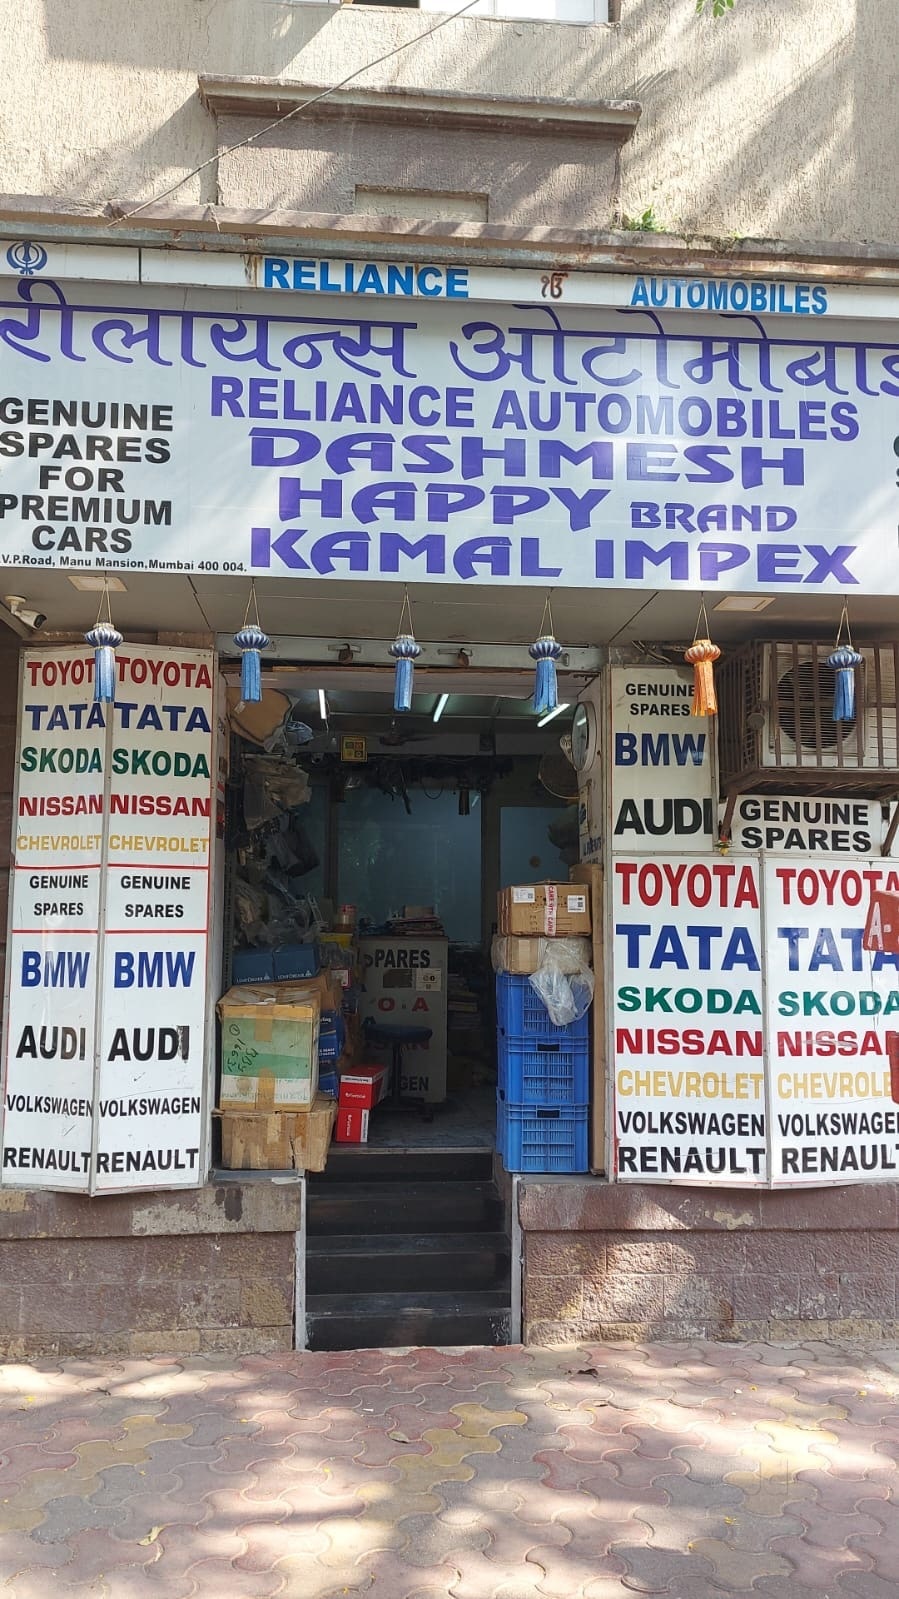 RELIANCE ੴ AUTOMOBILES
रीलायन्स ओटोमोबाई
RELIANCE AUTOMOBILES
DASHMESH
HAPPY BRAND
KAMAL IMPEX
GENUINE
SPARES
FOR
PREMIUM
CARS
.V.P.Road, Manu Mansion, Mumbai 400 004.
TOYOT TOYOTA
TATA TATA
SKODA SKODA
NISSAN NISSAN
CHEVROLET CHEVROLET
GENUINE GENUINE
SPARES SPARES
BMW BMW
AUDI AUDI
VOLKSWAGEN VOLKSWAGEN
RENAULT RENAULT
SPARES
GENUINE
SPARES
BMW
AUDI
GENUINE
SPARES
TOYOTA TOYOTA
TATA TATA
SKODA SKODA
NISSAN NISSAN
CHEVROLET CHEVROLE
VOLKSWAGEN VOLKSWAGE
RENAULT RENAULT